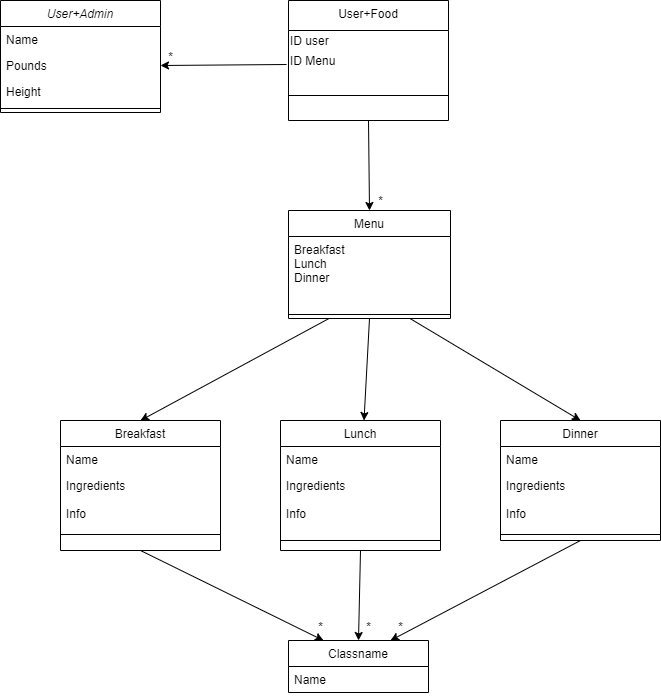 User+Admin
Name
Pounds
Height
*
User+Food
ID user
ID Menu
*
Menu
Breakfast
Lunch
Dinner
Breakfast
Name
Ingredients
Info
Lunch
Name
Ingredients
Info
Dinner
Name
Ingredients
Info
* * *
Classname
Name